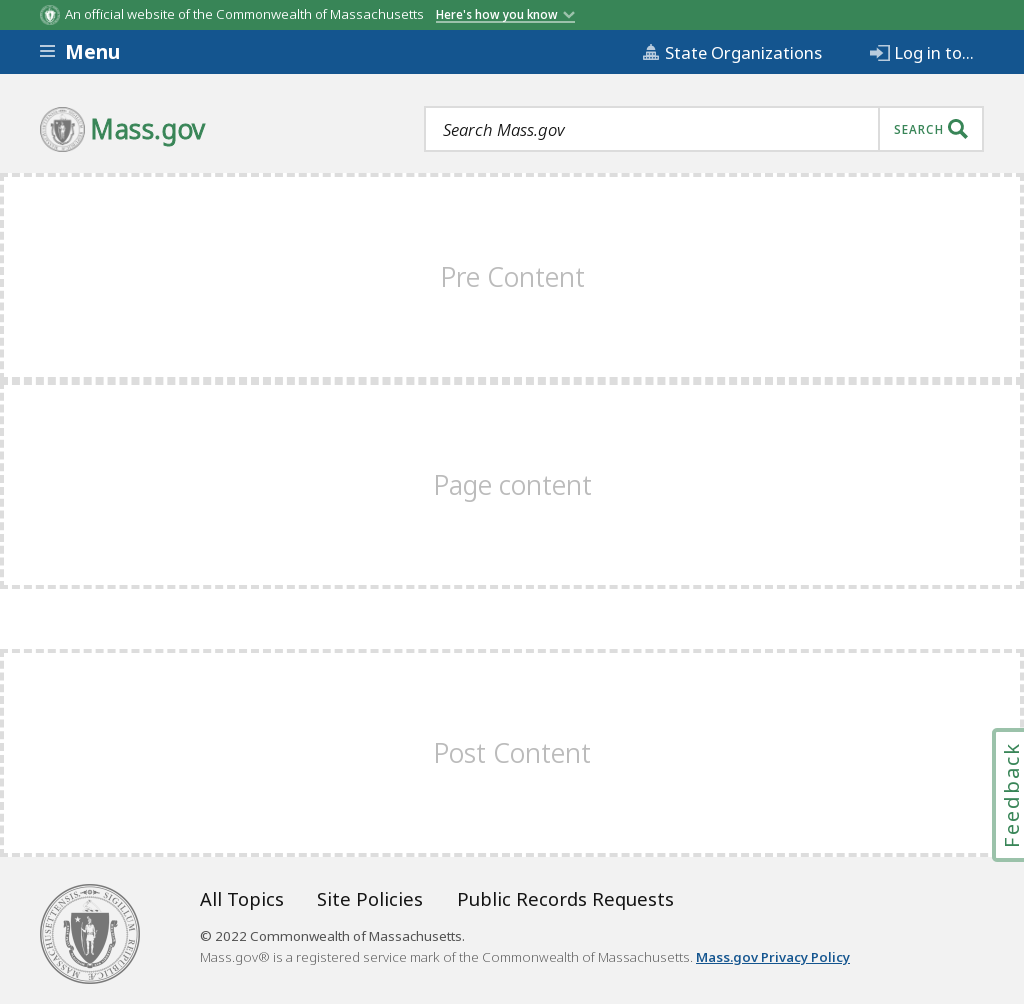 An official website of the Commonwealth of Massachusetts Here's how you know
Menu State Organizations Log in to...
Mass.gov Search Mass.gov SEARCH
Pre Content
Page content
Post Content
Feedback
All Topics Site Policies Public Records Requests
© 2022 Commonwealth of Massachusetts.
Mass.gov® is a registered service mark of the Commonwealth of Massachusetts. Mass.gov Privacy Policy